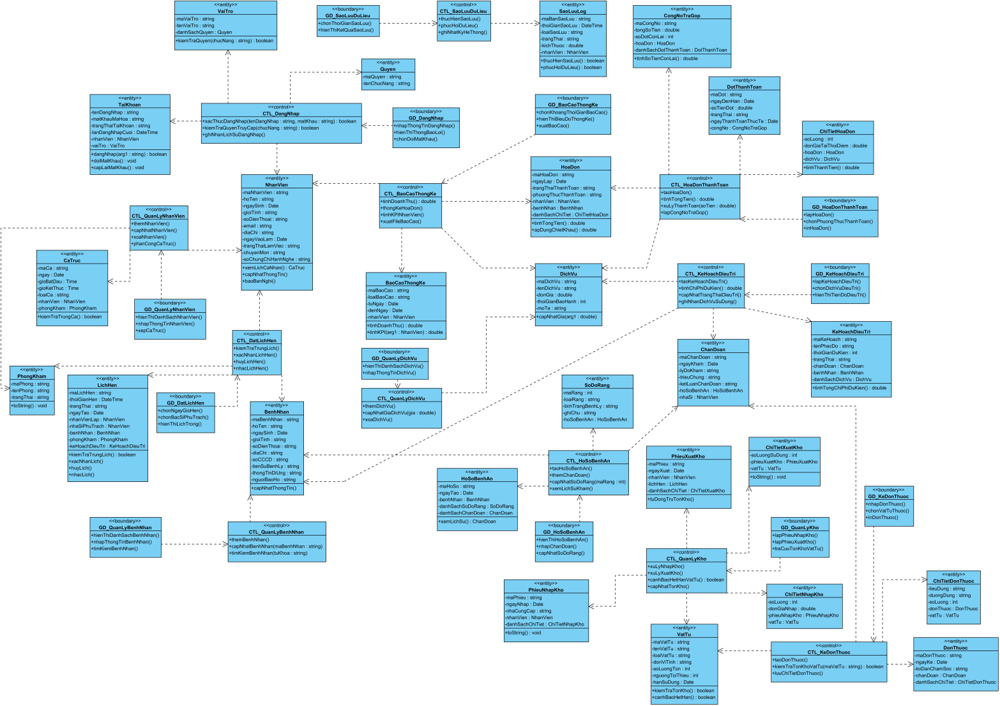 <<entity>>
VaiTro
-maVaiTro : string
-tenVaiTro : string
-danhSachQuyen : Quyen
+kiemTraQuyen(chucNang : string) : boolean
<<boundary>>
GD_SaoLuuDuLieu
+chonThoiGianSaoLuu()
+hienThiKetQuaSaoLuu()
<<control>>
CTL_SaoLuuDuLieu
+thucHienSaoLuu()
+phucHoiDuLieu()
+ghiNhatKyHeThong()
<<entity>>
SaoLuuLog
-maBanSaoLuu : string
-thoiGianSaoLuu : DateTime
-loaiSaoLuu : string
-trangThai : string
-kichThuoc : double
-nhanVien : NhanVien
+thucHienSaoLuu() : boolean
+phucHoiDuLieu() : boolean
<<entity>>
CongNoTraGop
-maCongNo : string
-tongSoTien : double
-soDotConLai : int
-hoaDon : HoaDon
-danhSachDotThanhToan : DotThanhToan
+tinhSoTienConLai() : double
<<entity>>
Quyen
-maQuyen : string
-tenChucNang : string
<<entity>>
DotThanhToan
-maDot : string
-ngayDenHan : Date
-soTienDot : double
-trangThai : string
-ngayThanhToanThucTe : Date
-congNo : CongNoTraGop
<<entity>>
TaiKhoan
-tenDangNhap : string
-matKhauMaHoa : string
-trangThaiTaiKhoan : string
-lanDangNhapCuoi : DateTime
-nhanVien : NhanVien
-vaiTro : VaiTro
+dangNhap(arg1 : string) : boolean
+doiMatKhau() : void
+capLaiMatKhau() : void
<<control>>
CTL_DangNhap
+xacThucDangNhap(tenDangNhap : string, matKhau : string) : boolean
+kiemTraQuyenTruyCap(chucNang : string) : boolean
+ghiNhanLichSuDangNhap()
<<boundary>>
GD_DangNhap
+nhapThongTinDangNhap()
+hienThiThongBaoLoi()
+chonDoiMatKhau()
<<boundary>>
GD_BaoCaoThongKe
+chonKhoangThoiGianBaoCao()
+hienThiBieuDoThongKe()
+xuatBaoCao()
<<entity>>
ChiTietHoaDon
-soLuong : int
-donGiaTaiThoiDiem : double
-hoaDon : HoaDon
-dichVu : DichVu
+tinhThanhTien() : double
<<entity>>
NhanVien
-maNhanVien : string
-hoTen : string
-ngaySinh : Date
-gioiTinh : string
-soDienThoai : string
-email : string
-diaChi : string
-ngayVaoLam : Date
-trangThaiLamViec : string
-chuyenMon : string
-soChungChiHanhNghe : string
+xemLichCaNhan() : CaTruc
+capNhatThongTin()
+baoBanNghi()
<<control>>
CTL_BaoCaoThongKe
+tinhDoanhThu() : double
+thongKeHoaDon()
+tinhKPINhanVien()
+xuatFileBaoCao()
<<entity>>
HoaDon
-maHoaDon : string
-ngayLap : Date
-trangThaiThanhToan : string
-phuongThucThanhToan : string
-nhanVien : NhanVien
-benhNhan : BenhNhan
-danhSachChiTiet : ChiTietHoaDon
+tinhTongTien() : double
+apDungChietKhau() : double
<<control>>
CTL_HoaDonThanhToan
+taoHoaDon()
+tinhTongTien() : double
+xuLyThanhToan(soTien : double)
+lapCongNoTraGop()
<<boundary>>
GD_HoaDonThanhToan
+lapHoaDon()
+chonPhuongThucThanhToan()
+inHoaDon()
<<control>>
CTL_QuanLyNhanVien
+themNhanVien()
+capNhatNhanVien()
+xoaNhanVien()
+phanCongCaTruc()
<<entity>>
CaTruc
-maCa : string
-ngay : Date
-gioBatDau : Time
-gioKetThuc : Time
-loaiCa : string
-nhanVien : NhanVien
-phongKham : PhongKham
+kiemTraTrungCa() : boolean
<<boundary>>
GD_QuanLyNhanVien
+hienThiDanhSachNhanVien()
+nhapThongTinNhanVien()
+xepCaTruc()
<<entity>>
BaoCaoThongKe
-maBaoCao : string
-loaiBaoCao : string
-tuNgay : Date
-denNgay : Date
-nhanVien : NhanVien
+tinhDoanhThu() : double
+tinhKPI(arg1 : NhanVien) : double
<<entity>>
DichVu
-maDichVu : string
-tenDichVu : string
-donGia : double
-thoiGianBaoHanh : int
-moTa : string
+capNhatGia(arg1 : double)
<<control>>
CTL_KeHoachDieuTri
+taoKeHoachDieuTri()
+tinhChiPhiDuKien() : double
+capNhatTrangThaiDieuTri()
+ghiNhanDichVuSuDung()
<<boundary>>
GD_KeHoachDieuTri
+lapKeHoachDieuTri()
+chonDichVuDieuTri()
+hienThiTienDoDieuTri()
<<entity>>
KeHoachDieuTri
-maKeHoach : string
-tenPhacDo : string
-thoiGianDuKien : int
-trangThai : string
-chanDoan : ChanDoan
-benhNhan : BenhNhan
-danhSachDichVu : DichVu
+tinhTongChiPhiDuKien() : double
<<control>>
CTL_DatLichHen
+kiemTraTrungLich()
+xacNhanLichHen()
+huyLichHen()
+nhacLichHen()
<<entity>>
ChanDoan
-maChanDoan : string
-ngayKham : Date
-lyDoKham : string
-trieuChung : string
-ketLuanChanDoan : string
-hoSoBenhAn : HoSoBenhAn
-nhaSi : NhanVien
<<boundary>>
GD_QuanLyDichVu
+hienThiDanhSachDichVu()
+nhapThongTinDichVu()
<<entity>>
PhongKham
-maPhong : string
-tenPhong : string
-trangThai : string
+toString() : void
<<entity>>
LichHen
-maLichHen : string
-thoiGianHen : DateTime
-trangThai : string
-ngayTao : Date
-nhanVienLap : NhanVien
-nhaSiPhuTrach : NhanVien
-benhNhan : BenhNhan
-phongKham : PhongKham
-keHoachDieuTri : KeHoachDieuTri
+kiemTraTrungLich() : boolean
+xacNhanLich()
+huyLich()
+nhacLich()
<<boundary>>
GD_DatLichHen
+chonNgayGioHen()
+chonBacSiPhuTrach()
+hienThiLichTrong()
<<entity>>
BenhNhan
-maBenhNhan : string
-hoTen : string
-ngaySinh : Date
-gioiTinh : string
-soDienThoai : string
-diaChi : string
-soCCCD : string
-tienSuBenhLy : string
-thongTinDiUng : string
-nguoiBaoHo : string
+capNhatThongTin()
<<control>>
CTL_QuanLyDichVu
+themDichVu()
+capNhatGiaDichVu(gia : double)
+xoaDichVu()
<<entity>>
SoDoRang
-maRang : int
-loaiRang : string
-tinhTrangBenhLy : string
-ghiChu : string
-hoSoBenhAn : HoSoBenhAn
<<control>>
CTL_HoSoBenhAn
+taoHoSoBenhAn()
+themChanDoan()
+capNhatSoDoRang(maRang : int)
+xemLichSuKham()
<<entity>>
HoSoBenhAn
-maHoSo : string
-ngayTao : Date
-benhNhan : BenhNhan
-danhSachSoDoRang : SoDoRang
-danhSachChanDoan : ChanDoan
+xemLichSu() : ChanDoan
<<entity>>
PhieuXuatKho
-maPhieu : string
-ngayXuat : Date
-nhanVien : NhanVien
-lichHen : LichHen
-danhSachChiTiet : ChiTietXuatKho
+tuDongTruTonKho()
<<entity>>
ChiTietXuatKho
-soLuongSuDung : int
-phieuXuatKho : PhieuXuatKho
-vatTu : VatTu
+toString() : void
<<boundary>>
GD_KeDonThuoc
+nhapDonThuoc()
+chonVatTuThuoc()
+inDonThuoc()
<<boundary>>
GD_QuanLyBenhNhan
+hienThiDanhSachBenhNhan()
+nhapThongTinBenhNhan()
+timKiemBenhNhan()
<<control>>
CTL_QuanLyBenhNhan
+themBenhNhan()
+capNhatBenhNhan(maBenhNhan : string)
+timKiemBenhNhan(tuKhoa : string)
<<boundary>>
GD_HoSoBenhAn
+hienThiHoSoBenhAn()
+nhapChanDoan()
+capNhatSoDoRang()
<<boundary>>
GD_QuanLyKho
+lapPhieuNhapKho()
+lapPhieuXuatKho()
+traCuuTonKhoVatTu()
<<control>>
CTL_QuanLyKho
+xuLyNhapKho()
+xuLyXuatKho()
+canhBaoHetHanVatTu() : boolean
+capNhatTonKho()
<<entity>>
PhieuNhapKho
-maPhieu : string
-ngayNhap : Date
-nhaCungCap : string
-nhanVien : NhanVien
-danhSachChiTiet : ChiTietNhapKho
+toString() : void
<<entity>>
ChiTietNhapKho
-soLuong : int
-donGiaNhap : double
-phieuNhapKho : PhieuNhapKho
-vatTu : VatTu
<<entity>>
ChiTietDonThuoc
-lieuDung : string
-duongDung : string
-soLuong : int
-donThuoc : DonThuoc
-vatTu : VatTu
<<entity>>
VatTu
-maVatTu : string
-tenVatTu : string
-loaiVatTu : string
-donViTinh : string
-soLuongTon : int
-nguongToiThieu : int
-hanSuDung : Date
+kiemTraTonKho() : boolean
+canhBaoHetHan() : boolean
<<control>>
CTL_KeDonThuoc
+taoDonThuoc()
+kiemTraTonKhoVatTu(maVatTu : string) : boolean
+luuChiTietDonThuoc()
<<entity>>
DonThuoc
-maDonThuoc : string
-ngayKe : Date
-loiDanChamSoc : string
-chanDoan : ChanDoan
-danhSachChiTiet : ChiTietDonThuoc